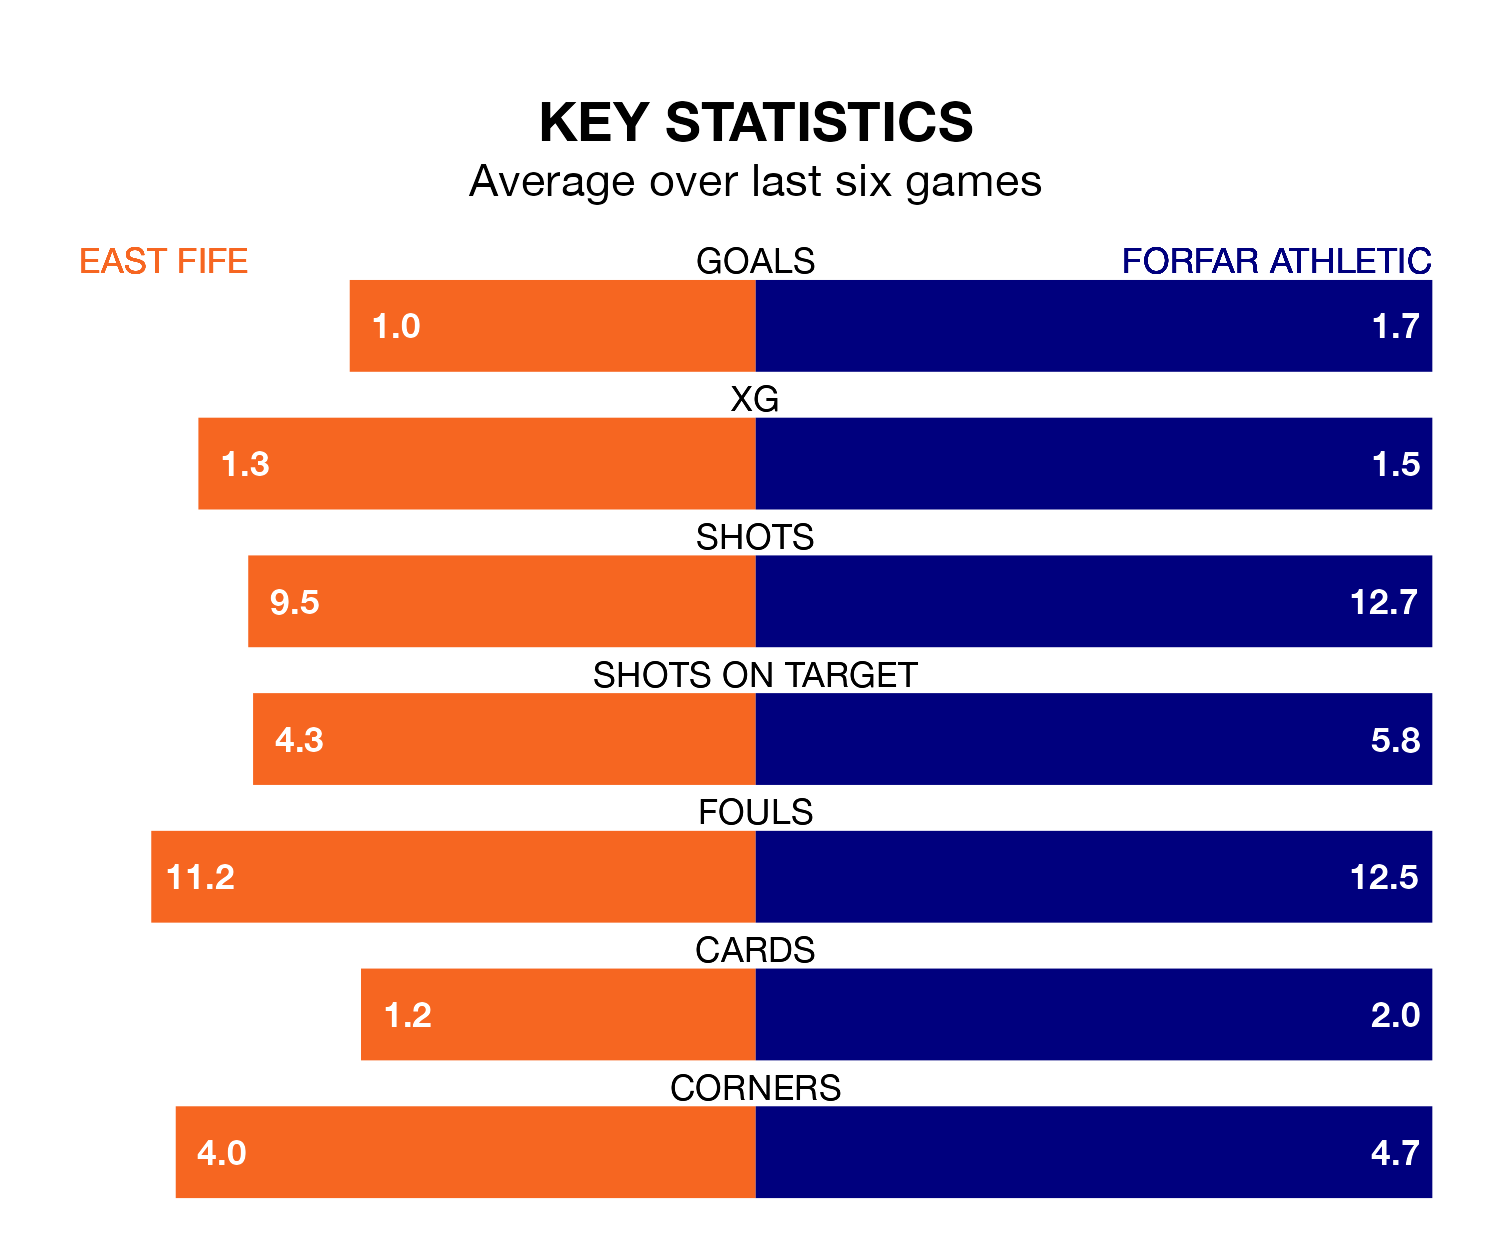 KEY STATISTICS
Average over last six games
EAST FIFE GOALS FORFAR ATHLETIC
1.0 1.7
XG
1.3 1.5
SHOTS
9.5 12.7
SHOTS ON TARGET
4.3 5.8
FOULS
11.2 12.5
CARDS
1.2 2.0
CORNERS
4.0 4.7